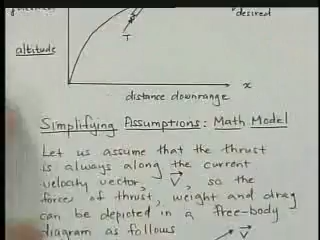 desired
T
altitude
x
distance downrange
Simplifying Assumptions: Math Model
Let us assume that the thrust
is always along the current
velocity vector, V, so the
forces of thrust, weight and drag
can be depicted in a free-body
diagram as follows
V